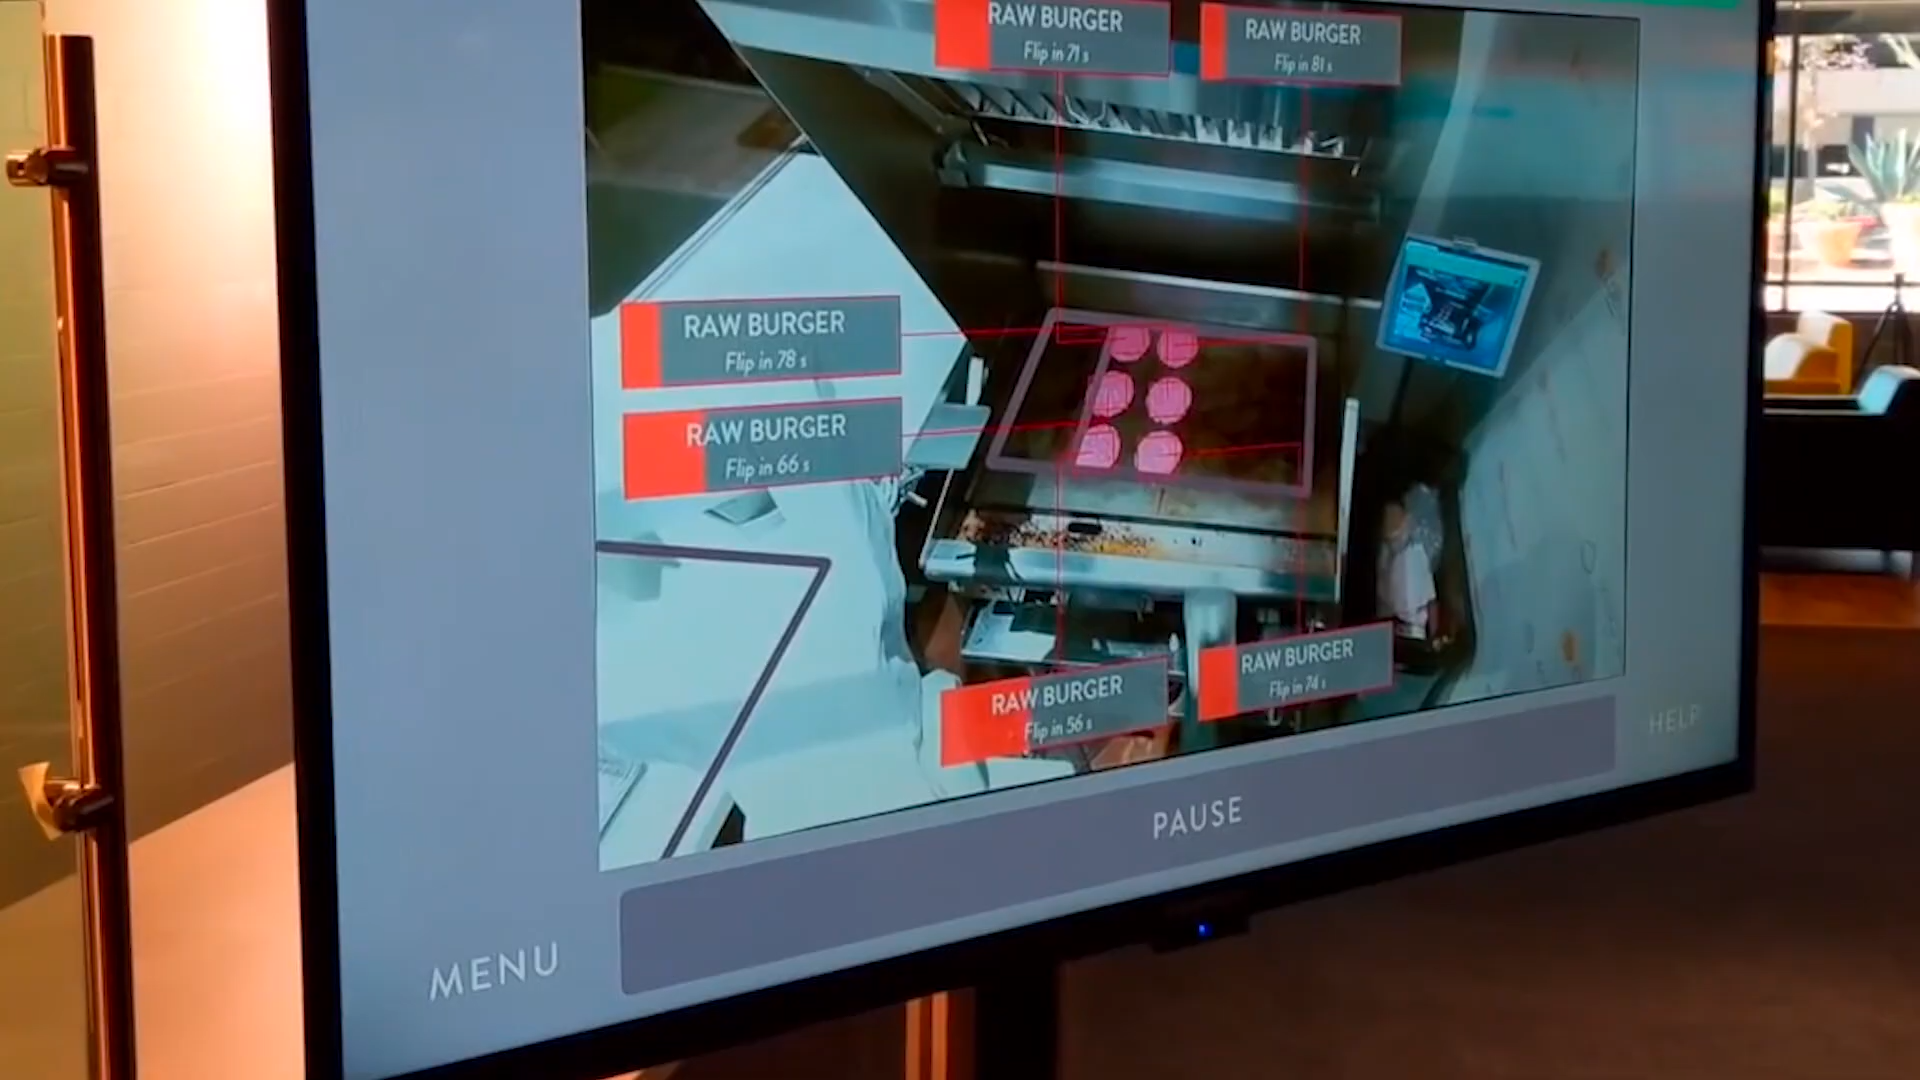 RAW BURGER
Flip in 71 s
RAW BURGER
Flip in 81 s
RAW BURGER
Flip in 78 s
RAW BURGER
Flip in 66 s
RAW BURGER
Flip in 56 s
RAW BURGER
Flip in 74 s
HELP
PAUSE
MENU